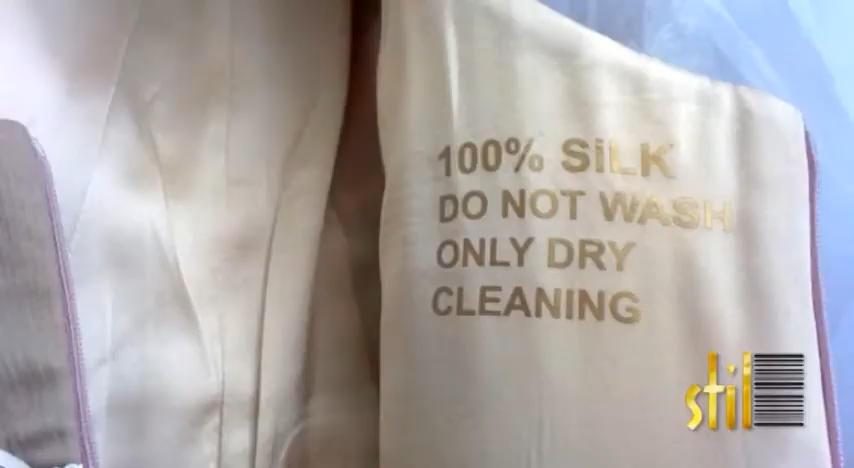 100% SiLK
DO NOT WASH
ONLY DRY
CLEANING
stil